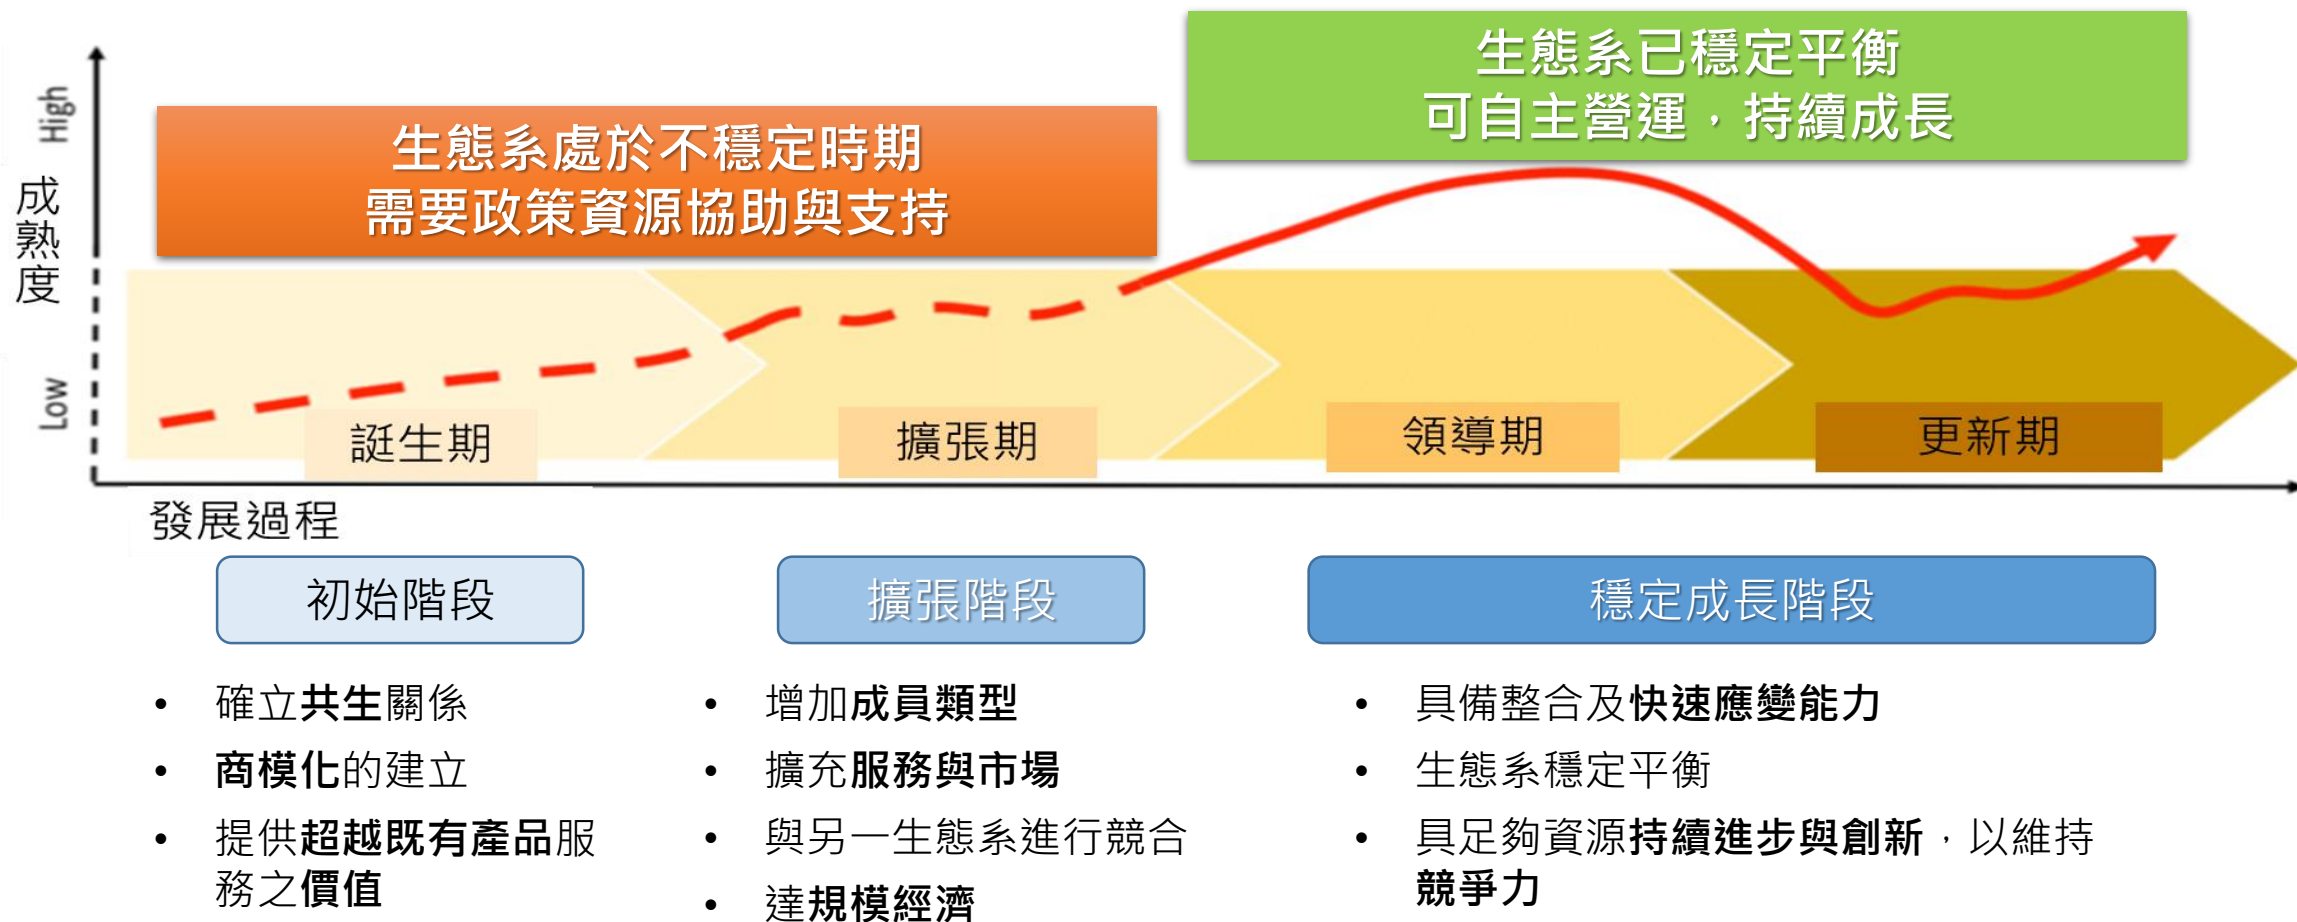 生態系已穩定平衡
可自主營運，持續成長
High
生態系處於不穩定時期
需要政策資源協助與支持
成熟度
Low
誕生期
擴張期
領導期
更新期
發展過程
初始階段
擴張階段
穩定成長階段
• 確立共生關係
• 商模化的建立
• 提供超越既有產品服
務之價值
• 增加成員類型
• 擴充服務與市場
• 與另一生態系進行競合
• 達規模經濟
• 具備整合及快速應變能力
• 生態系穩定平衡
• 具足夠資源持續進步與創新，以維持
競爭力